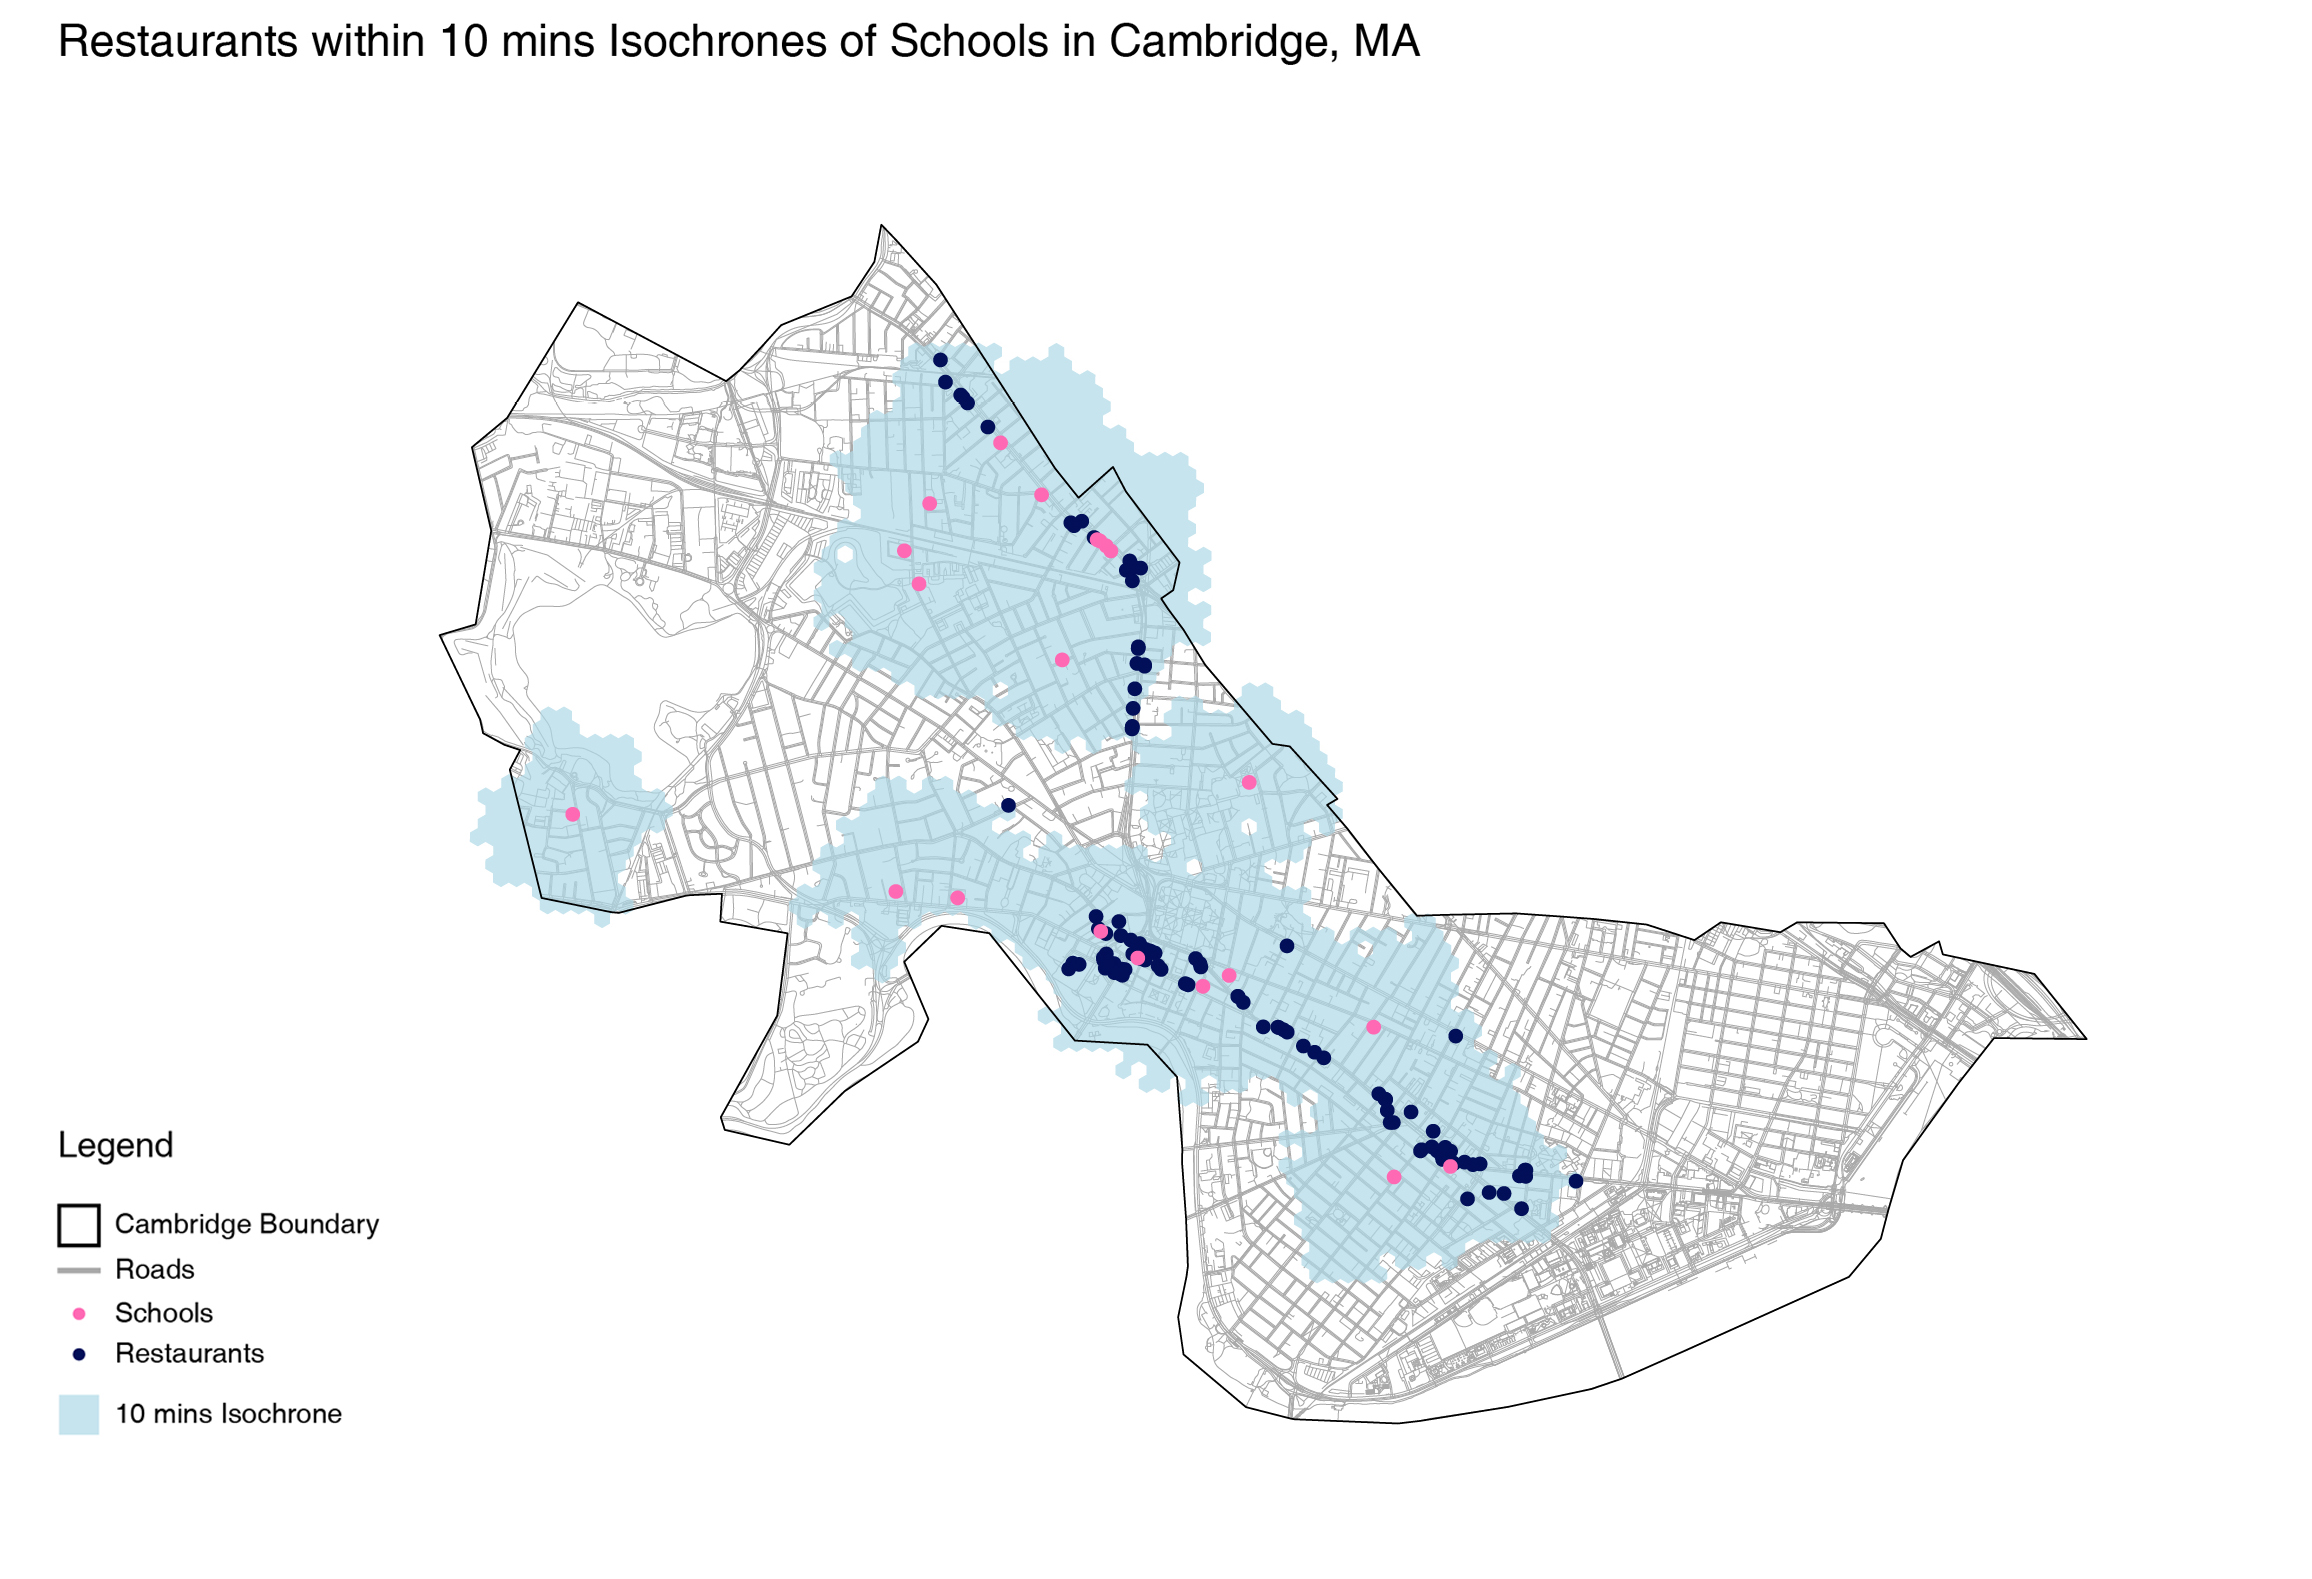 Restaurants within 10 mins Isochrones of Schools in Cambridge, MA
Legend
Cambridge Boundary
Roads
Schools
Restaurants
10 mins Isochrone